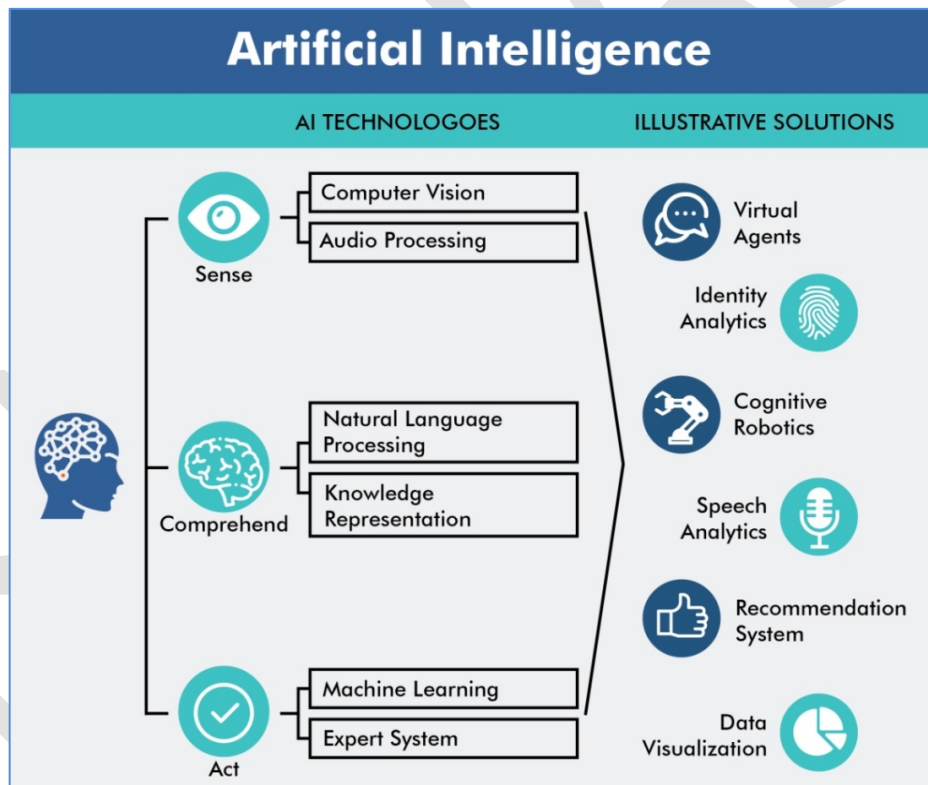 Artificial Intelligence
AI TECHNOLOGOES
ILLUSTRATIVE SOLUTIONS
Sense
Computer Vision
Audio Processing
Comprehend
Natural Language
Processing
Knowledge
Representation
Act
Machine Learning
Expert System
Virtual
Agents
Identity
Analytics
Cognitive
Robotics
Speech
Analytics
Recommendation
System
Data
Visualization